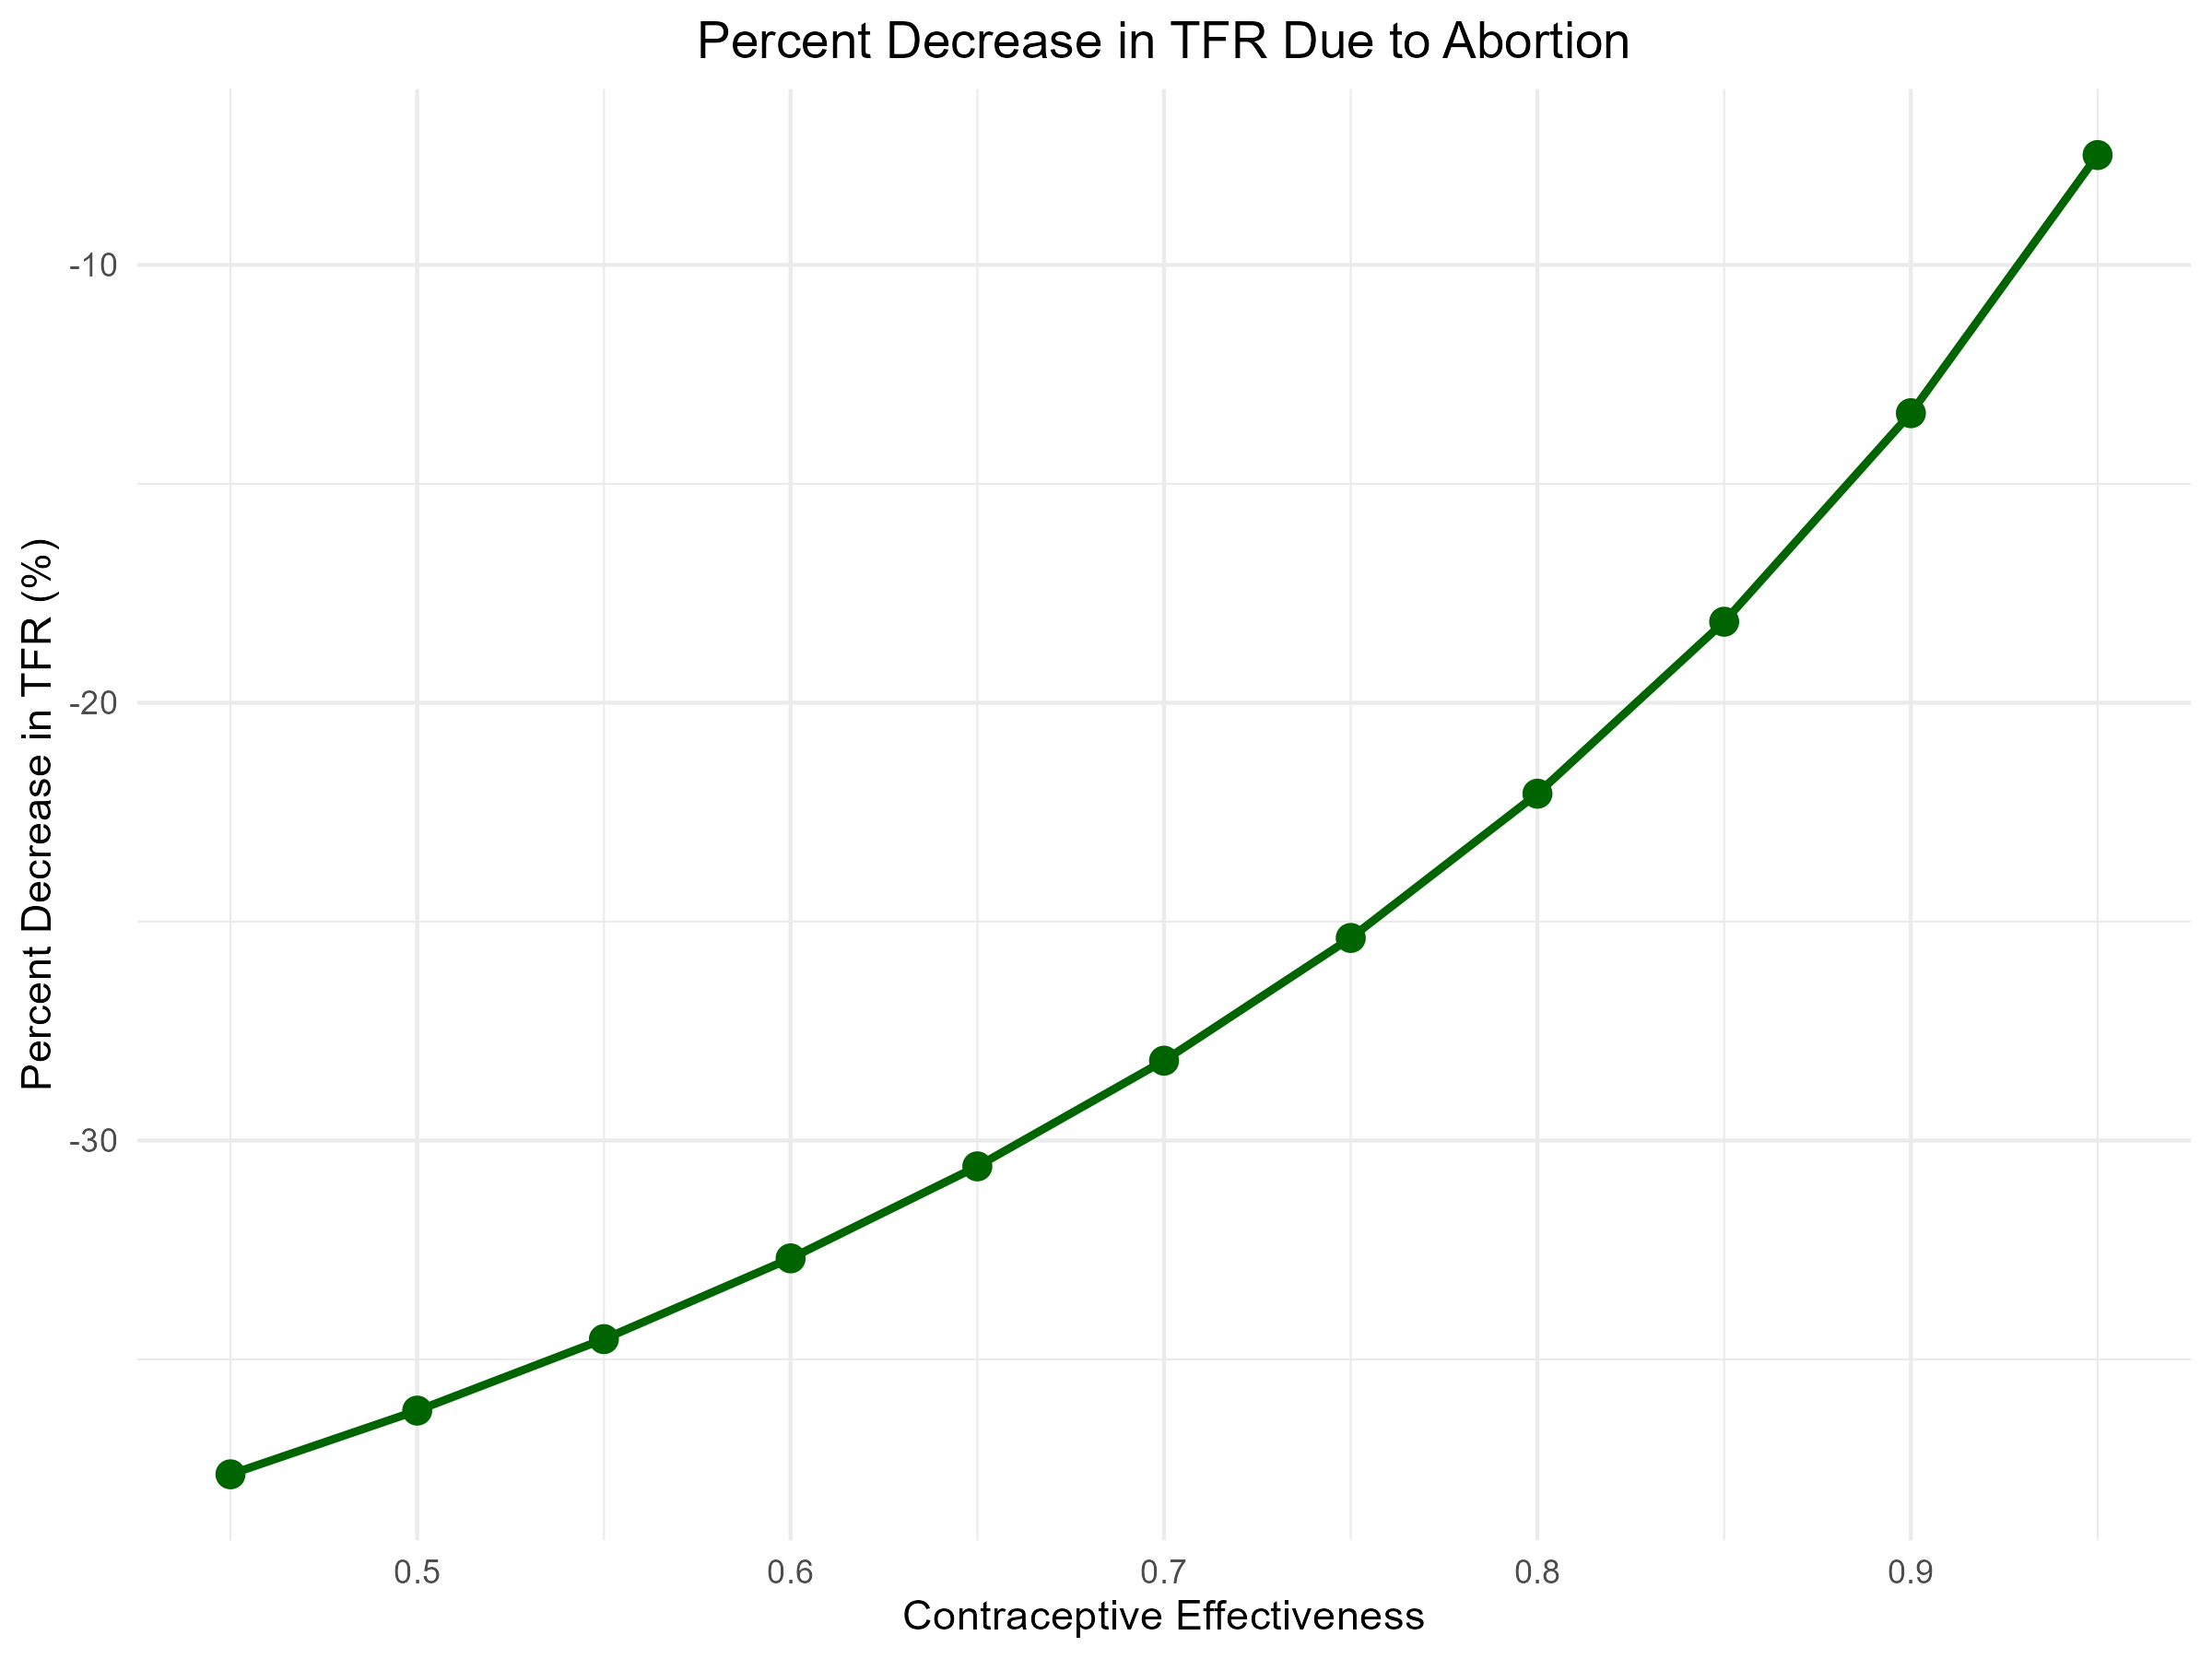 Percent Decrease in TFR Due to Abortion
Percent Decrease in TFR (%)
-10
-20
-30
0.5 0.6 0.7 0.8 0.9
Contraceptive Effectiveness